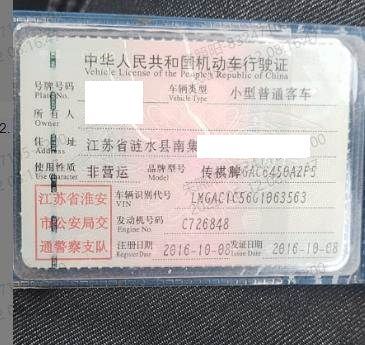 2.
中华人民共和国机动车行驶证
Vehicle License of the People's Republic of China
号牌号码 车辆类型 小型普通客车
Plate No. Vehicle Type
所有人
Owner
住址 江苏省涟水县南集
Address
使用性质 非营运 品牌型号 传祺牌GAC6450A2P5
Use Character
江苏省淮安 车辆识别代号 LMGAC1C56G1063563
VIN
市公安局交 发动机号码 C726848
Engine No.
通警察支队 注册日期 2016-10-08 发证日期 2016-10-08
Register Date Issue Date